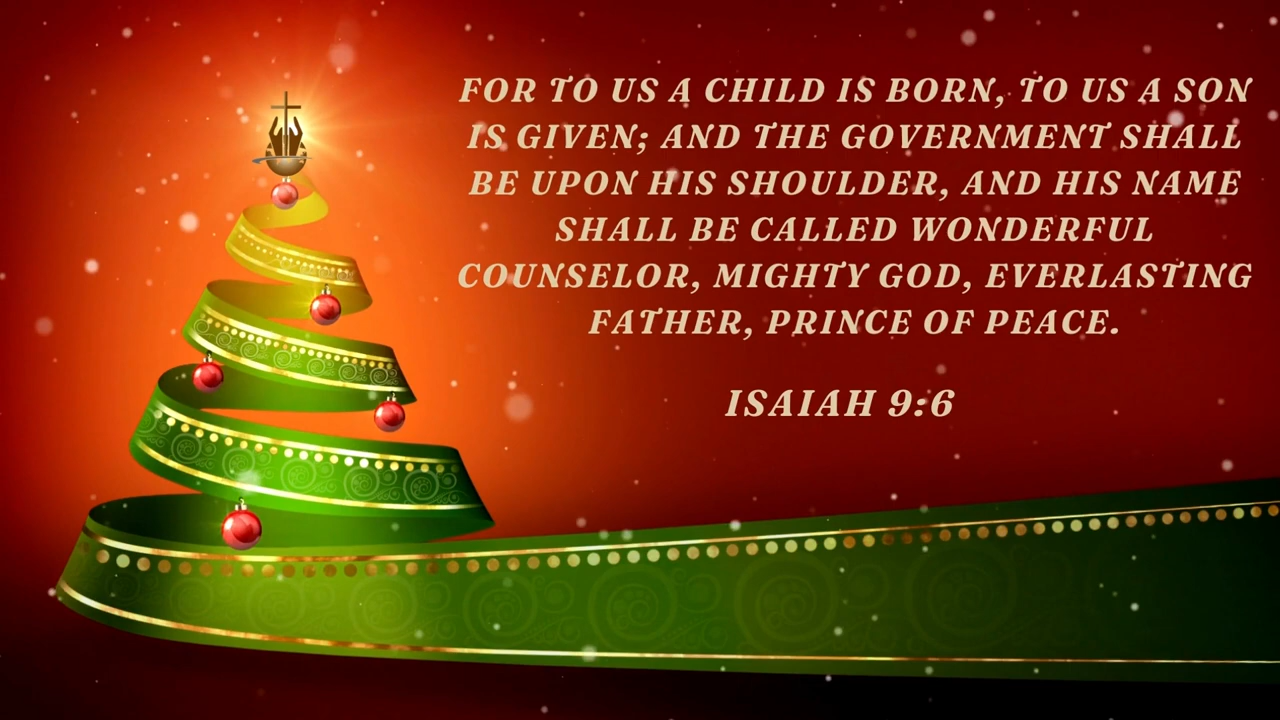 FOR TO US A CHILD IS BORN, TO US A SON
IS GIVEN; AND THE GOVERNMENT SHALL
BE UPON HIS SHOULDER, AND HIS NAME
SHALL BE CALLED WONDERFUL
COUNSELOR, MIGHTY GOD, EVERLASTING
FATHER, PRINCE OF PEACE.
ISAIAH 9:6